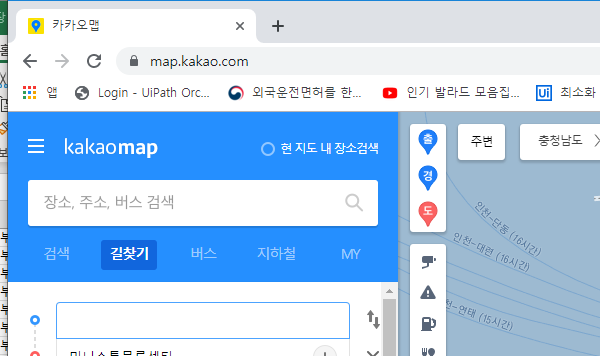 카카오맵
map.kakao.com
앱
Login - UiPath Orc...
외국운전면허를 한...
인기 발라드 모음집...
Ui
최소화
kakaomap
현 지도 내 장소검색
장소, 주소, 버스 검색
검색
길찾기
버스
지하철
MY
출
경
도
주변
충청남도
인천-단동 (16시간)
인천-대련 (16시간)
-연태 (15시간)